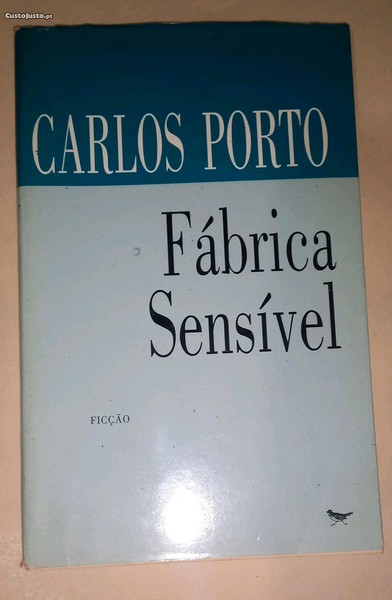 CustoJusto.pt
CARLOS PORTO
Fábrica
Sensível
FICÇÃO